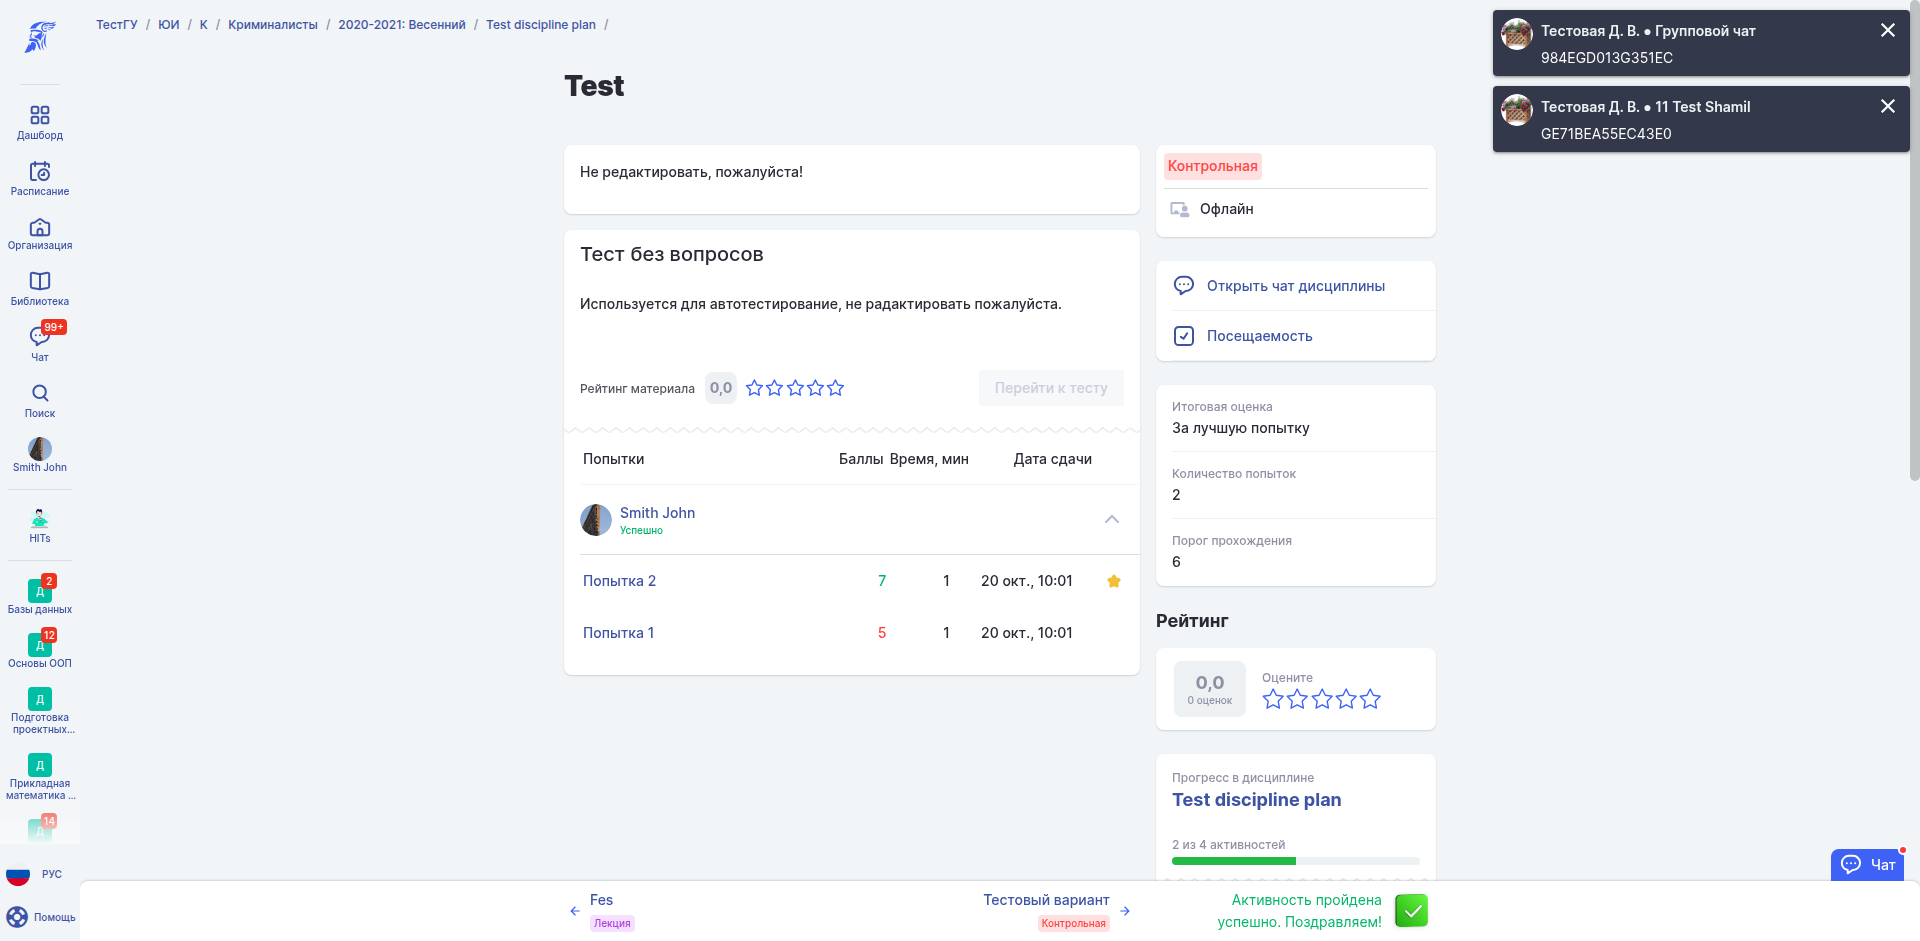 ТестГУ / ЮИ / К / Криминалисты / 2020-2021: Весенний / Test discipline plan /
Тестовая Д. В. ● Групповой чат
984EGD013G351EC
Тестовая Д. В. ● 11 Test Shamil
GE71BEA55EC43E0
Дашборд
Расписание
Организация
Библиотека
99+
Чат
Поиск
Smith John
HITs
Д 2
Базы данных
Д 12
Основы ООП
Д
Подготовка
проектных...
Д
Прикладная
математика ...
Д 14
РУС
Помощь
Test
Не редактировать, пожалуйста!
Тест без вопросов
Используется для автотестирование, не радактировать пожалуйста.
Рейтинг материала 0,0
Перейти к тесту
Попытки Баллы Время, мин Дата сдачи
Smith John
Успешно
Попытка 2 7 1 20 окт., 10:01
Попытка 1 5 1 20 окт., 10:01
Контрольная
Офлайн
Открыть чат дисциплины
Посещаемость
Итоговая оценка
За лучшую попытку
Количество попыток
2
Порог прохождения
6
Рейтинг
0,0
0 оценок
Оцените
Прогресс в дисциплине
Test discipline plan
2 из 4 активностей
Чат
Fes
Лекция
Тестовый вариант
Контрольная
Активность пройдена
успешно. Поздравляем!